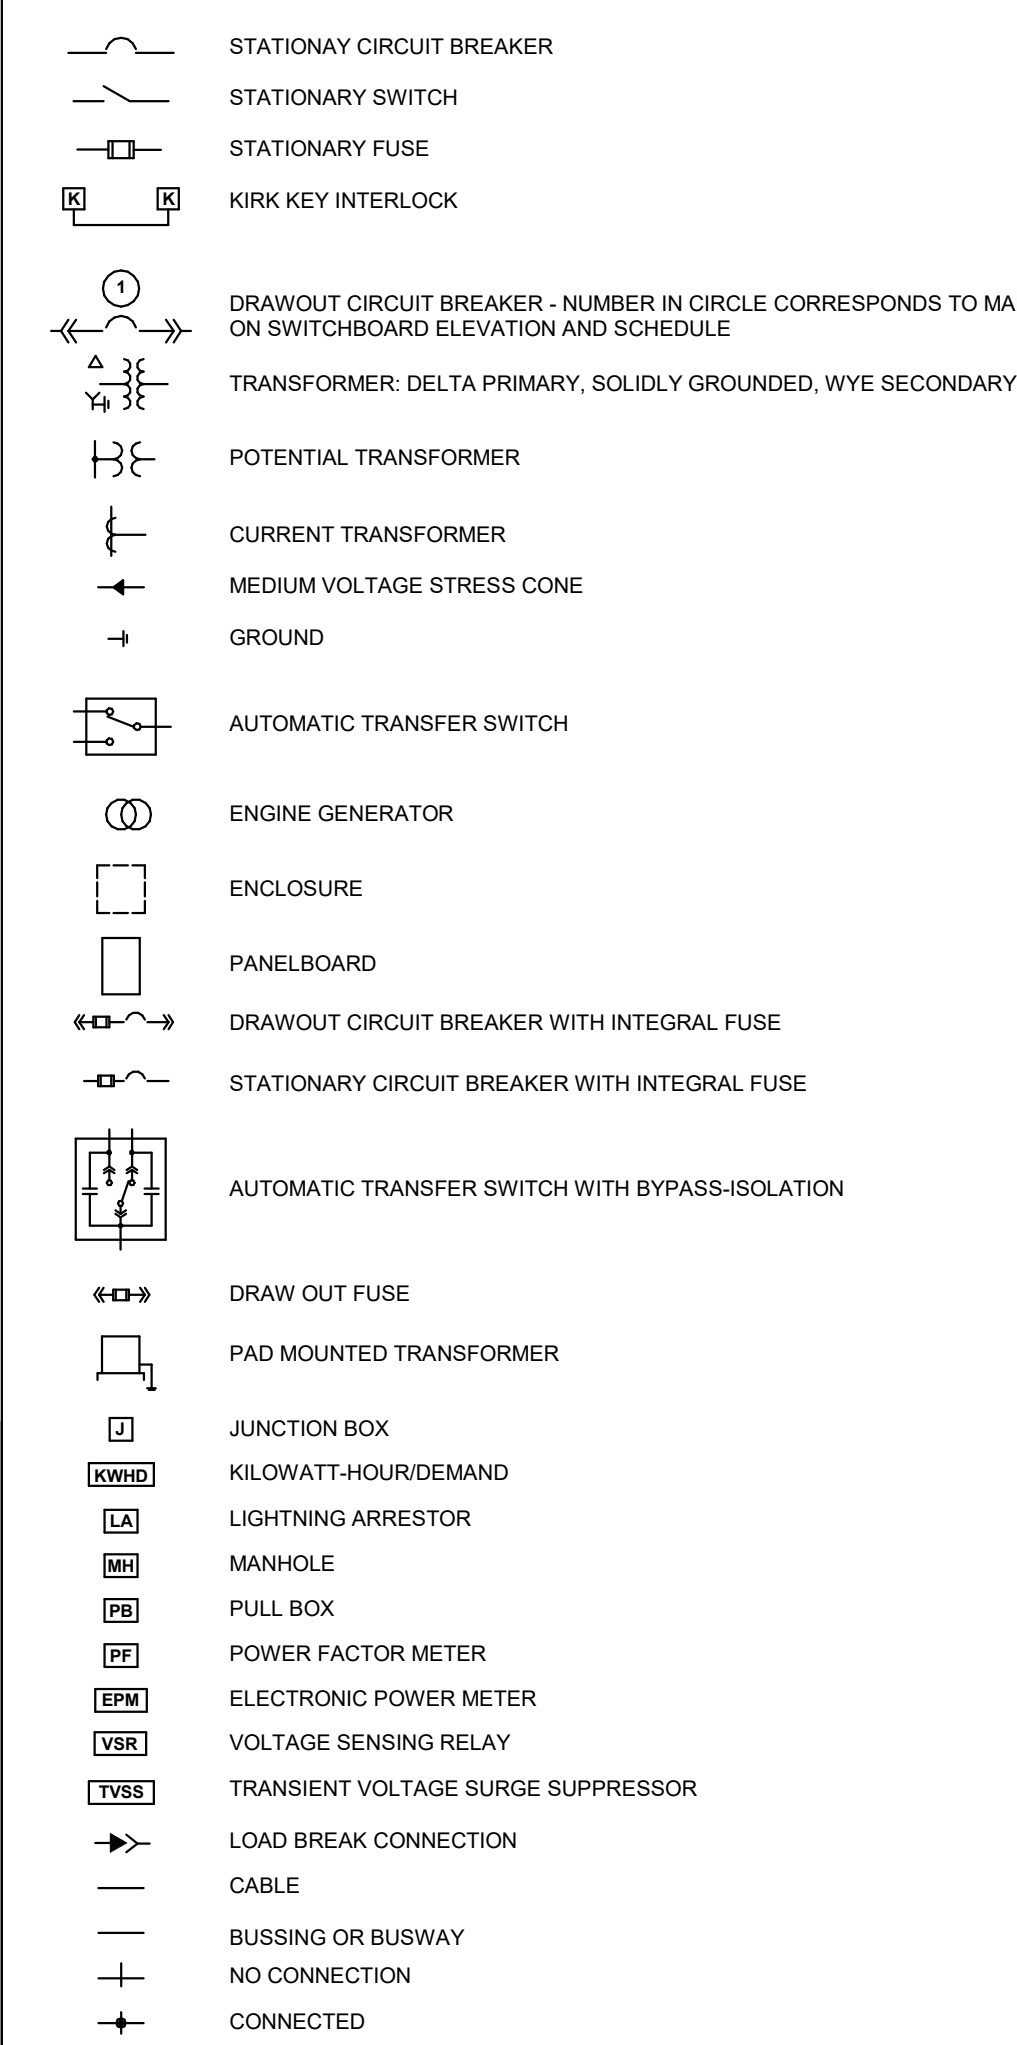 STATIONAY CIRCUIT BREAKER
STATIONARY SWITCH
STATIONARY FUSE
K K KIRK KEY INTERLOCK
1
DRAWOUT CIRCUIT BREAKER - NUMBER IN CIRCLE CORRESPONDS TO MA
ON SWITCHBOARD ELEVATION AND SCHEDULE
TRANSFORMER: DELTA PRIMARY, SOLIDLY GROUNDED, WYE SECONDARY
POTENTIAL TRANSFORMER
CURRENT TRANSFORMER
MEDIUM VOLTAGE STRESS CONE
GROUND
AUTOMATIC TRANSFER SWITCH
ENGINE GENERATOR
ENCLOSURE
PANELBOARD
DRAWOUT CIRCUIT BREAKER WITH INTEGRAL FUSE
STATIONARY CIRCUIT BREAKER WITH INTEGRAL FUSE
AUTOMATIC TRANSFER SWITCH WITH BYPASS-ISOLATION
DRAW OUT FUSE
PAD MOUNTED TRANSFORMER
J JUNCTION BOX
KWHD KILOWATT-HOUR/DEMAND
LA LIGHTNING ARRESTOR
MH MANHOLE
PB PULL BOX
PF POWER FACTOR METER
EPM ELECTRONIC POWER METER
VSR VOLTAGE SENSING RELAY
TVSS TRANSIENT VOLTAGE SURGE SUPPRESSOR
LOAD BREAK CONNECTION
CABLE
BUSSING OR BUSWAY
NO CONNECTION
CONNECTED